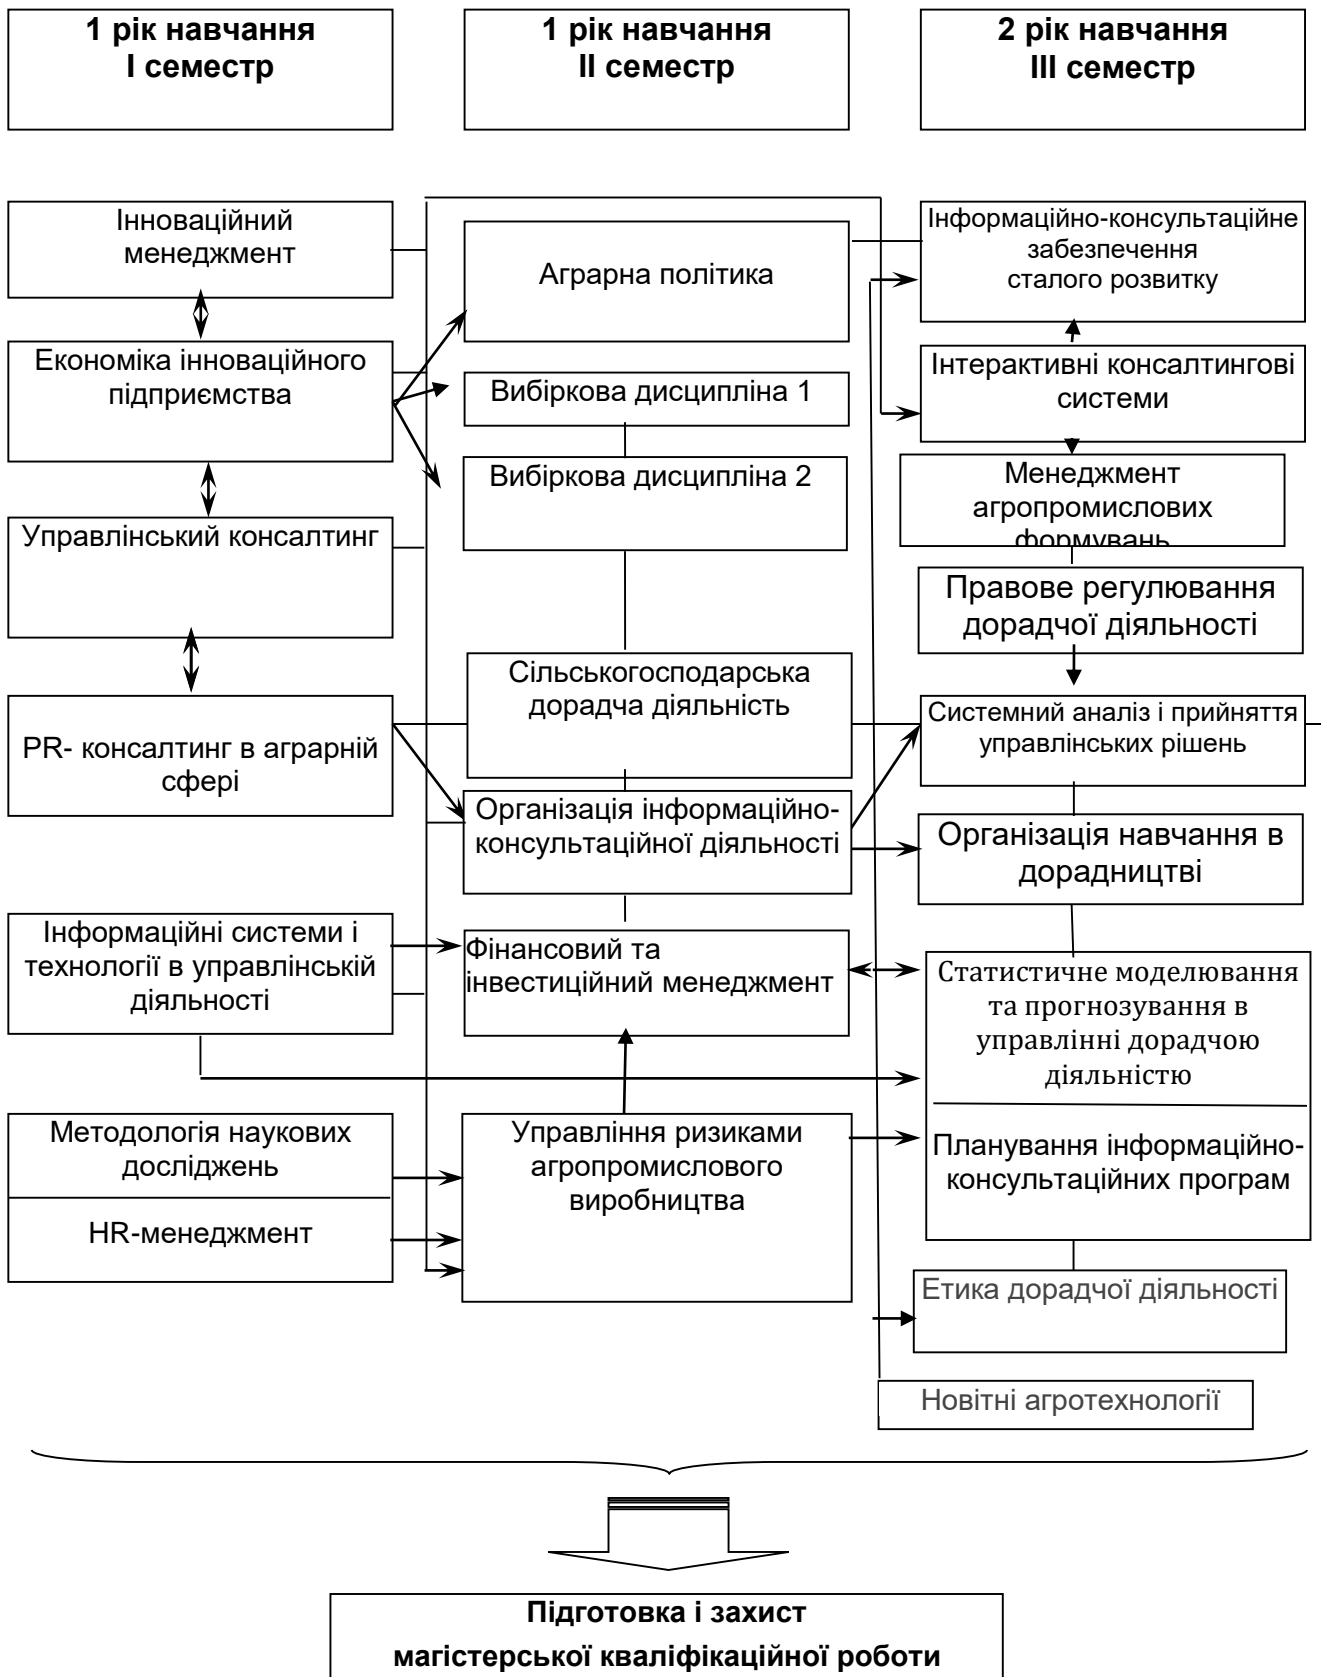 1 рік навчання
І семестр
1 рік навчання
ІІ семестр
2 рік навчання
ІІІ семестр
Інноваційний
менеджмент
Економіка інноваційного
підприємства
Управлінський консалтинг
PR- консалтинг в аграрній
сфері
Інформаційні системи і
технології в управлінській
діяльності
Методологія наукових
досліджень
HR-менеджмент
Аграрна політика
Вибіркова дисципліна 1
Вибіркова дисципліна 2
Сільськогосподарська
дорадча діяльність
Організація інформаційно-
консультаційної діяльності
Фінансовий та
інвестиційний менеджмент
Управління ризиками
агропромислового
виробництва
Інформаційно-консультаційне
забезпечення
сталого розвитку
Інтерактивні консалтингові
системи
Менеджмент
агропромислових
формувань
Правове регулювання
дорадчої діяльності
Системний аналіз і прийняття
управлінських рішень
Організація навчання в
дорадництві
Статистичне моделювання
та прогнозування в
управлінні дорадчою
діяльністю
Планування інформаційно-
консультаційних програм
Етика дорадчої діяльності
Новітні агротехнології
Підготовка і захист
магістерської кваліфікаційної роботи